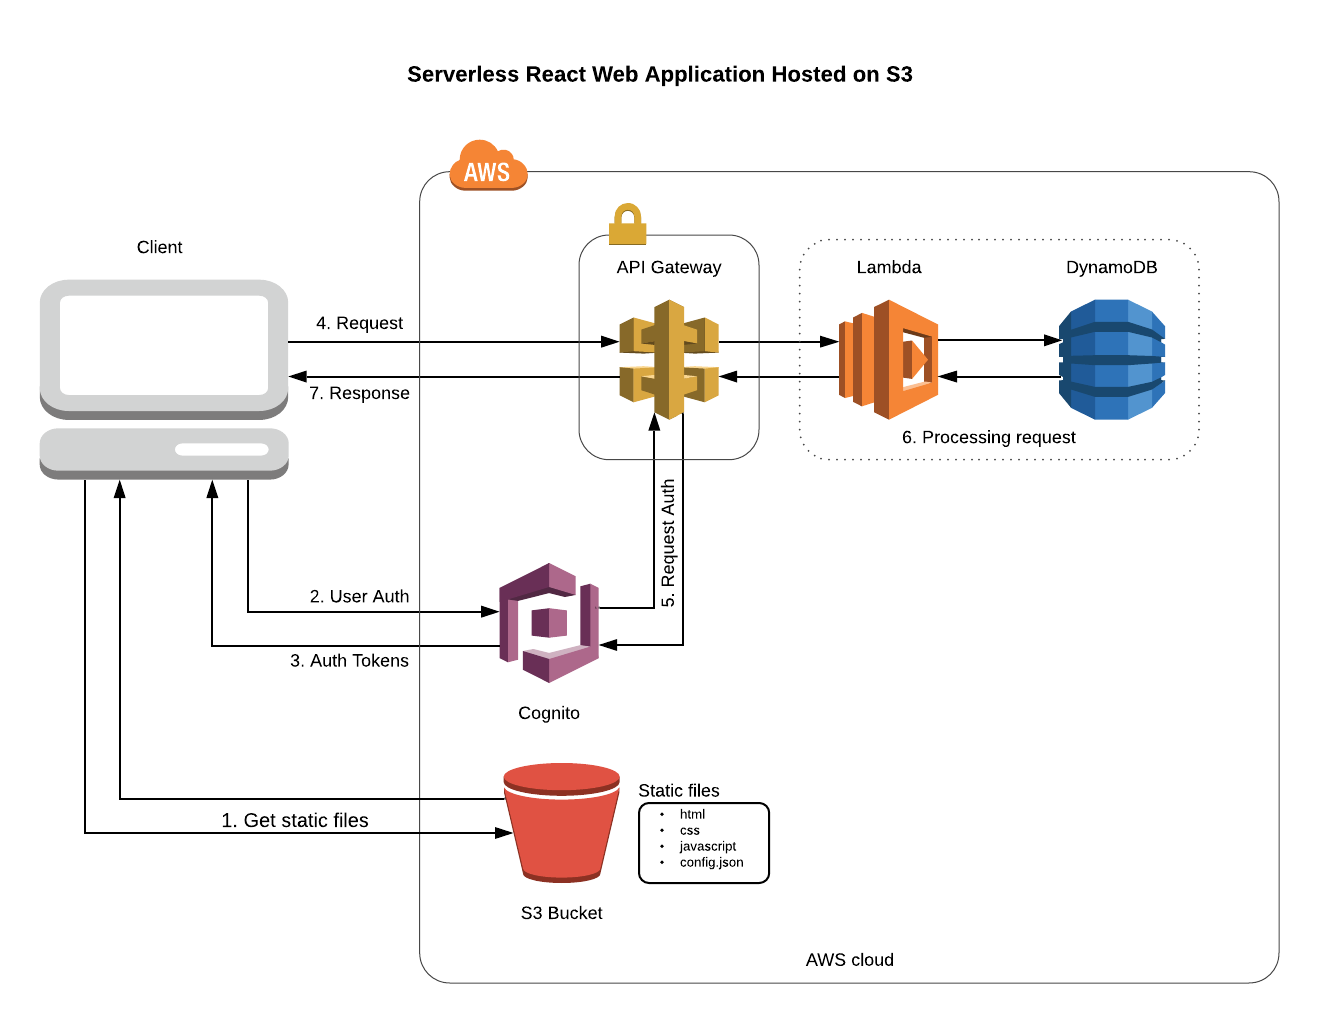 Serverless React Web Application Hosted on S3
AWS
Client
API Gateway
Lambda
DynamoDB
4. Request
7. Response
6. Processing request
5. Request Auth
2. User Auth
3. Auth Tokens
Cognito
Static files
• html
• css
• javascript
• config.json
1. Get static files
S3 Bucket
AWS cloud